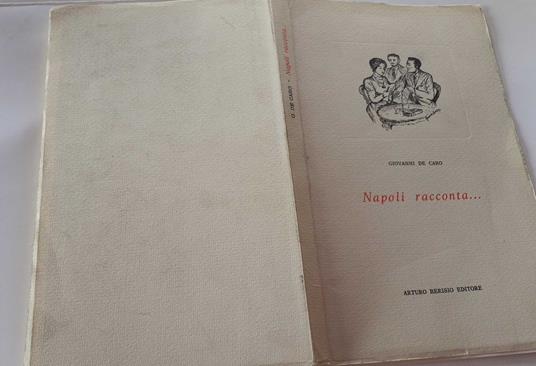 G. DE CARO - Napoli racconta...
GIOVANNI DE CARO
Napoli racconta...
ARTURO BERISIO EDITORE